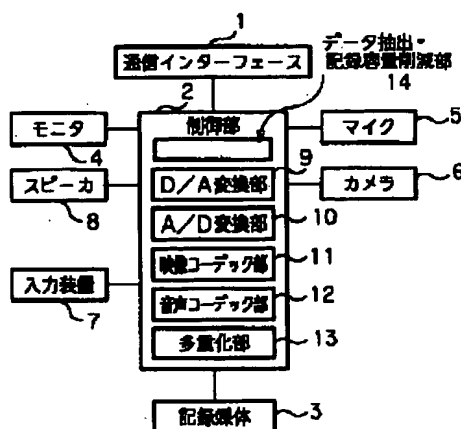 1
通信インターフェース
データ抽出・
記録容量削減部
14
2
制御部
モニタ
4
マイク
5
スピーカ
8
D/A変換部
9
カメラ
6
A/D変換部
10
映像コーデック部
11
入力装置
7
音声コーデック部
12
多重化部
13
記録媒体
3